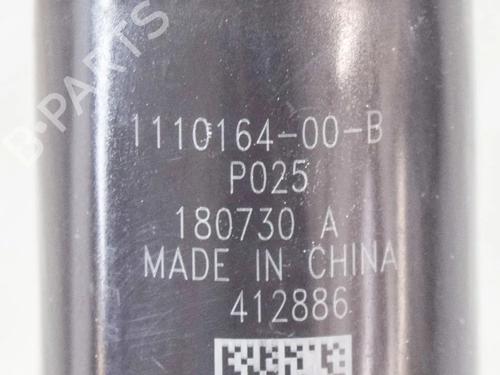 B-PARTS
1110164-00-B
P025
180730 A
MADE IN CHINA
412886